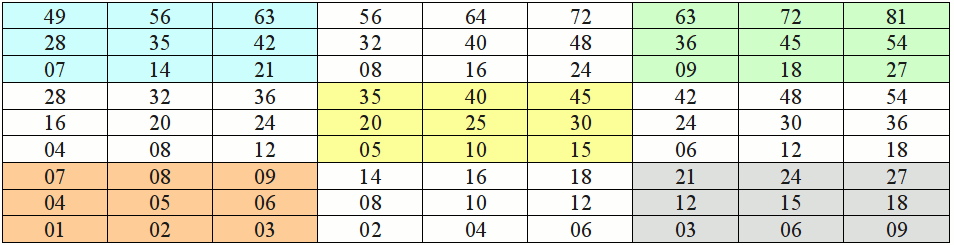 49 56 63 56 64 72 63 72 81
28 35 42 32 40 48 36 45 54
07 14 21 08 16 24 09 18 27
28 32 36 35 40 45 42 48 54
16 20 24 20 25 30 24 30 36
04 08 12 05 10 15 06 12 18
07 08 09 14 16 18 21 24 27
04 05 06 08 10 12 12 15 18
01 02 03 02 04 06 03 06 09